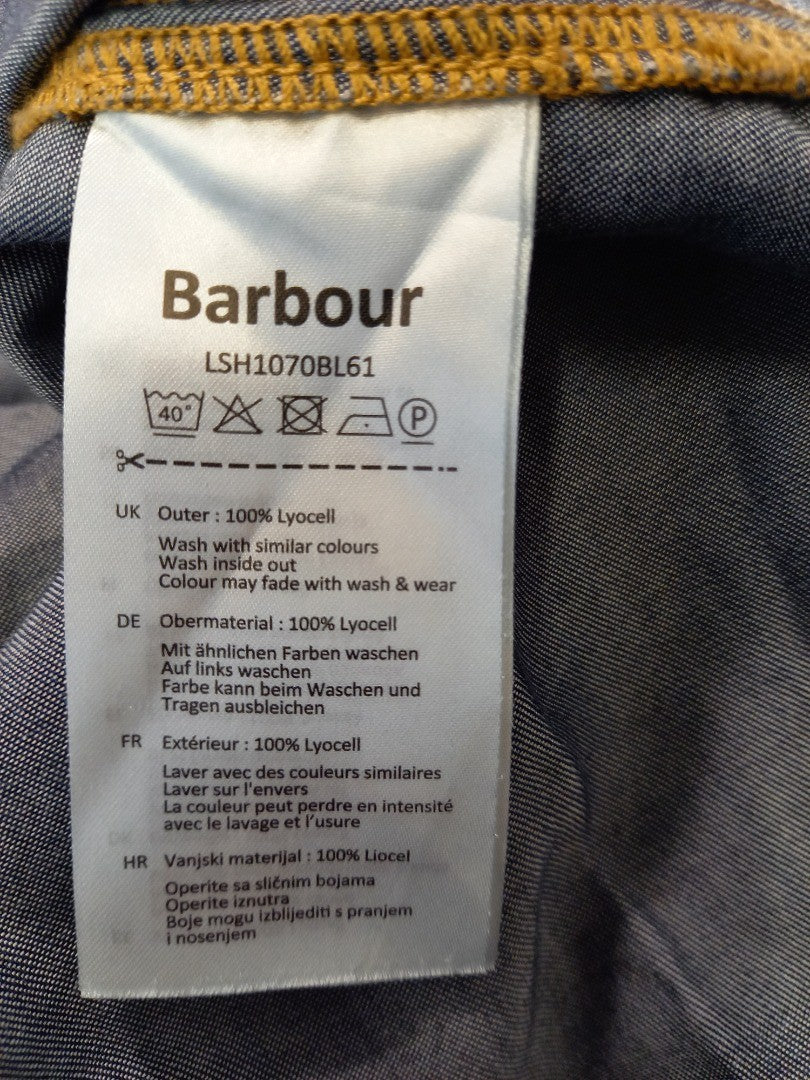 Barbour
LSH1070BL61
40°
P
UK Outer : 100% Lyocell
Wash with similar colours
Wash inside out
Colour may fade with wash & wear
DE Obermaterial : 100% Lyocell
Mit ähnlichen Farben waschen
Auf links waschen
Farbe kann beim Waschen und
Tragen ausbleichen
FR Extérieur : 100% Lyocell
Laver avec des couleurs similaires
Laver sur l'envers
La couleur peut perdre en intensité
avec le lavage et l'usure
HR Vanjski materijal : 100% Liocel
Operite sa sličnim bojama
Operite iznutra
Boje mogu izblijediti s pranjem
i nosenjem